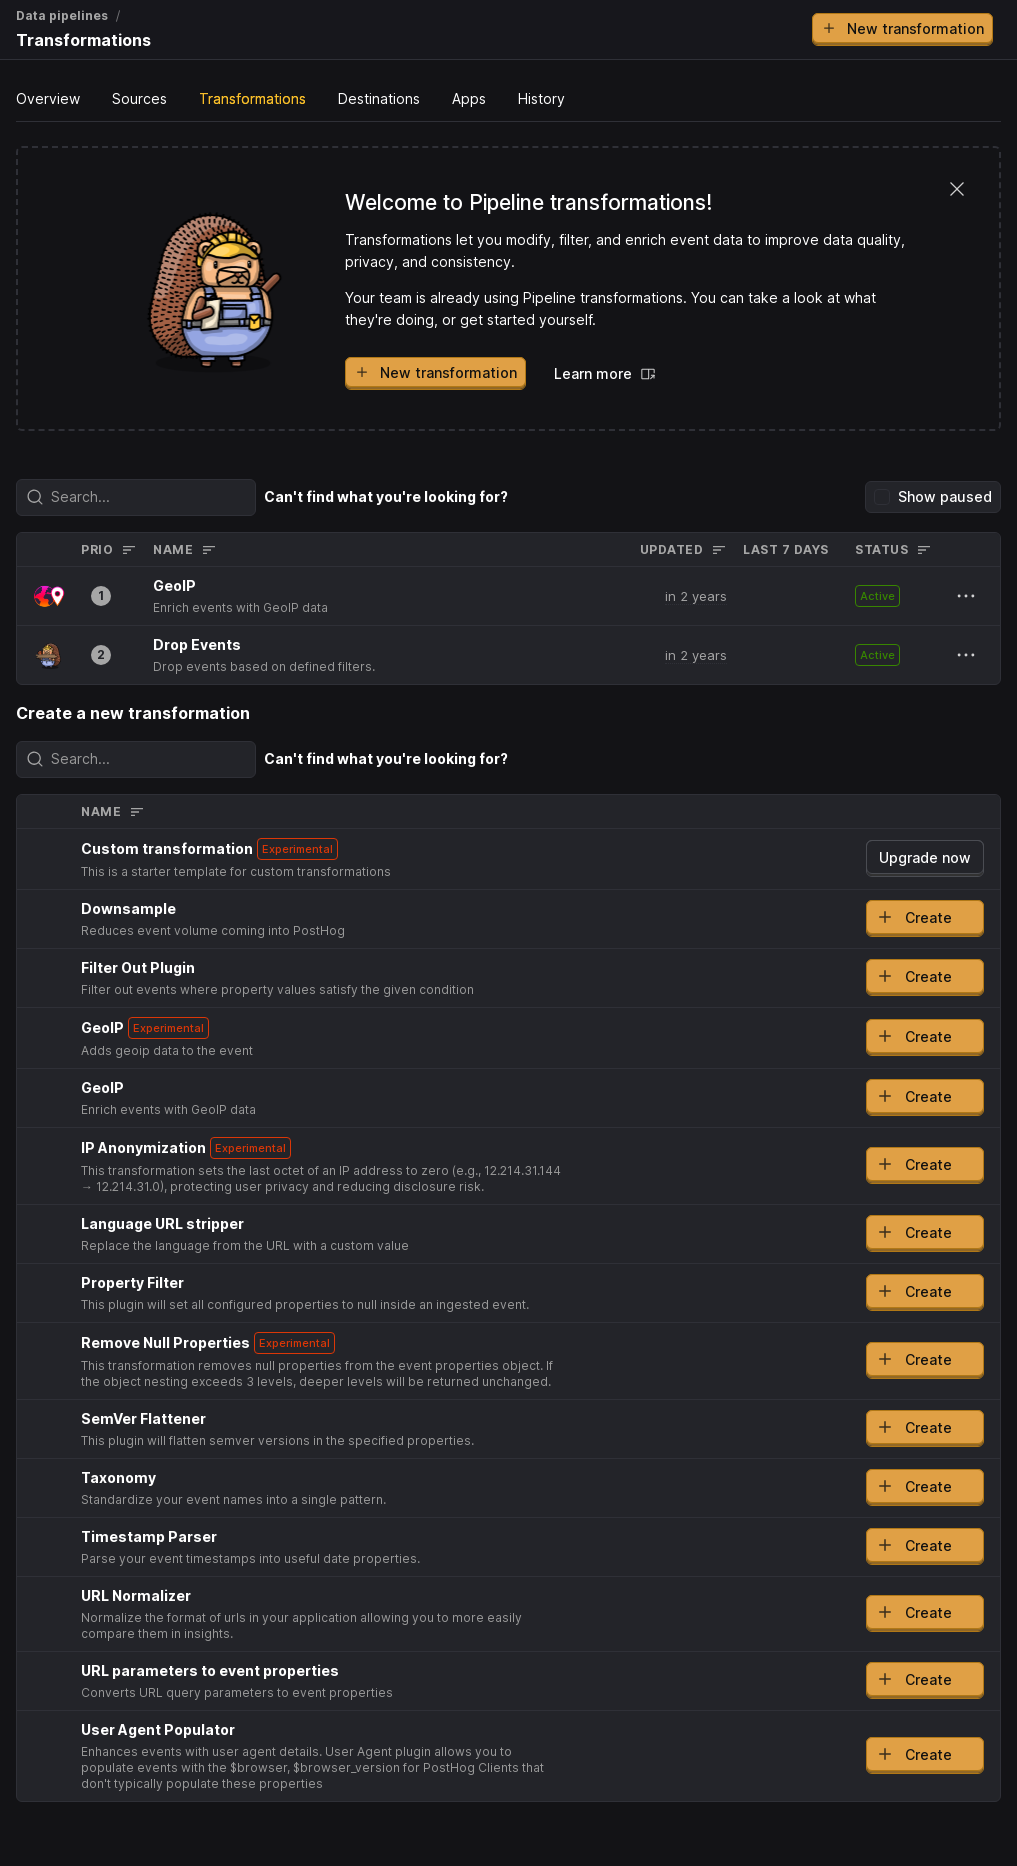 Data pipelines /
Transformations
New transformation
Overview Sources Transformations Destinations Apps History
Welcome to Pipeline transformations!
Transformations let you modify, filter, and enrich event data to improve data quality,
privacy, and consistency.
Your team is already using Pipeline transformations. You can take a look at what
they're doing, or get started yourself.
New transformation Learn more
Search... Can't find what you're looking for? Show paused
PRIO NAME UPDATED LAST 7 DAYS STATUS
1 GeoIP in 2 years Active
Enrich events with GeoIP data
2 Drop Events in 2 years Active
Drop events based on defined filters.
Create a new transformation
Search... Can't find what you're looking for?
NAME
Custom transformation Experimental Upgrade now
This is a starter template for custom transformations
Downsample Create
Reduces event volume coming into PostHog
Filter Out Plugin Create
Filter out events where property values satisfy the given condition
GeoIP Experimental Create
Adds geoip data to the event
GeoIP Create
Enrich events with GeoIP data
IP Anonymization Experimental Create
This transformation sets the last octet of an IP address to zero (e.g., 12.214.31.144
→ 12.214.31.0), protecting user privacy and reducing disclosure risk.
Language URL stripper Create
Replace the language from the URL with a custom value
Property Filter Create
This plugin will set all configured properties to null inside an ingested event.
Remove Null Properties Experimental Create
This transformation removes null properties from the event properties object. If
the object nesting exceeds 3 levels, deeper levels will be returned unchanged.
SemVer Flattener Create
This plugin will flatten semver versions in the specified properties.
Taxonomy Create
Standardize your event names into a single pattern.
Timestamp Parser Create
Parse your event timestamps into useful date properties.
URL Normalizer Create
Normalize the format of urls in your application allowing you to more easily
compare them in insights.
URL parameters to event properties Create
Converts URL query parameters to event properties
User Agent Populator Create
Enhances events with user agent details. User Agent plugin allows you to
populate events with the $browser, $browser_version for PostHog Clients that
don't typically populate these properties